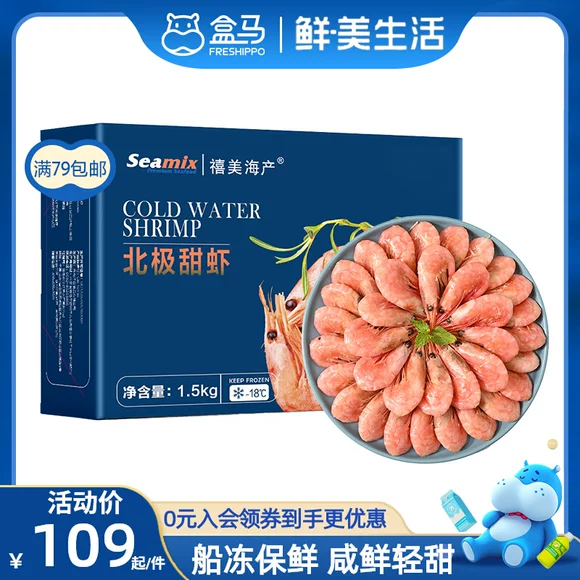 盒马
FRESHIPPO
鲜·美生活
满79包邮
Seamix
Premium Seafood
禧美海产®
COLD WATER
SHRIMP
北极甜虾
净含量：1.5kg
KEEP FROZEN
-18℃
活动价
¥109起/件
0元入会领券到手更优惠
船冻保鲜 咸鲜轻甜